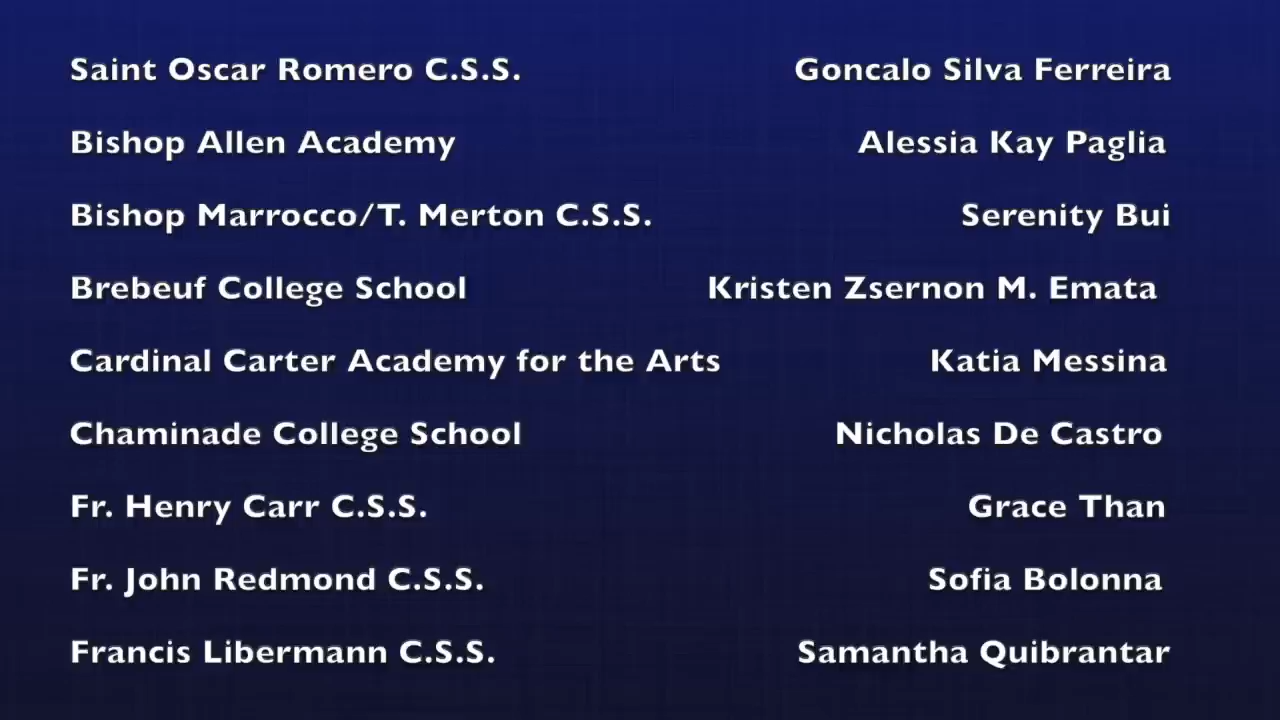 Saint Oscar Romero C.S.S. Goncalo Silva Ferreira
Bishop Allen Academy Alessia Kay Paglia
Bishop Marrocco/T. Merton C.S.S. Serenity Bui
Brebeuf College School Kristen Zsernon M. Emata
Cardinal Carter Academy for the Arts Katia Messina
Chaminade College School Nicholas De Castro
Fr. Henry Carr C.S.S. Grace Than
Fr. John Redmond C.S.S. Sofia Bolonna
Francis Libermann C.S.S. Samantha Quibrantar